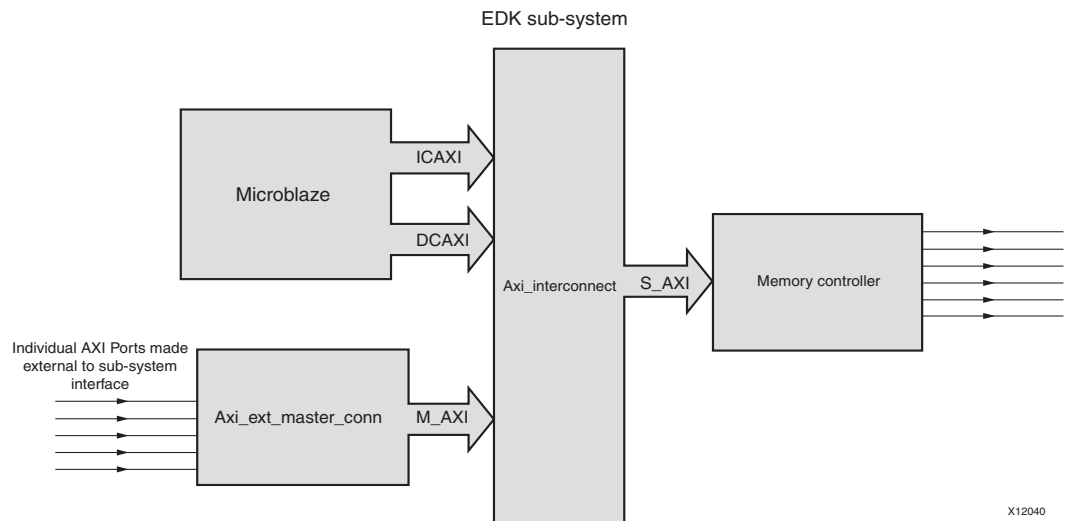 EDK sub-system
ICAXI
Microblaze
DCAXI
Axi_interconnect
S_AXI
Memory controller
Individual AXI Ports made
external to sub-system
interface
Axi_ext_master_conn
M_AXI
X12040